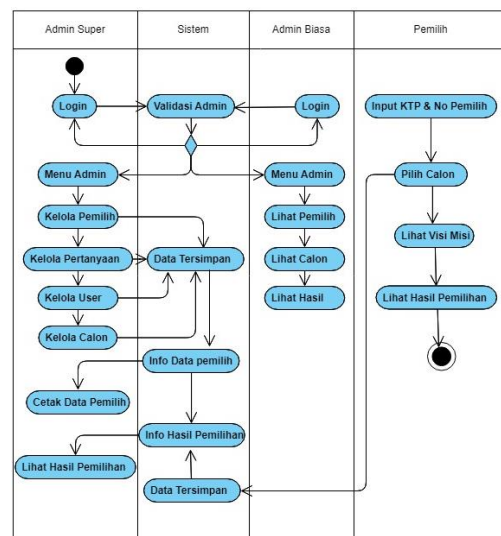 Admin Super
Sistem
Admin Biasa
Pemilih
Login
Validasi Admin
Login
Input KTP & No Pemilih
Menu Admin
Menu Admin
Pilih Calon
Kelola Pemilih
Lihat Pemilih
Lihat Visi Misi
Kelola Pertanyaan
Data Tersimpan
Lihat Calon
Kelola User
Lihat Hasil
Lihat Hasil Pemilihan
Kelola Calon
Info Data pemilih
Cetak Data Pemilih
Info Hasil Pemilihan
Lihat Hasil Pemilihan
Data Tersimpan